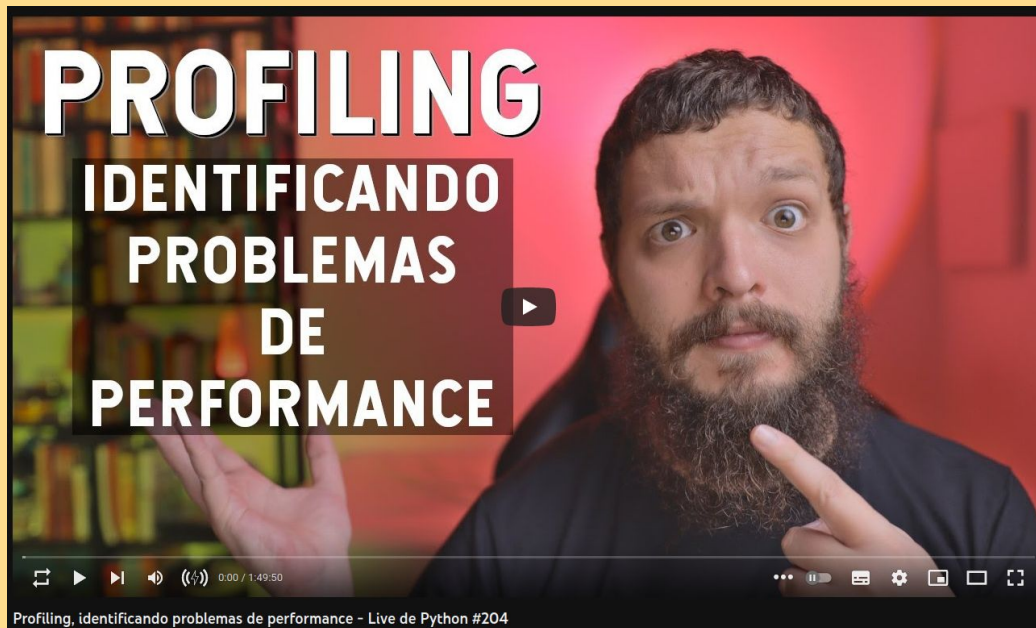 PROFILING
IDENTIFICANDO
PROBLEMAS
DE
PERFORMANCE
0:00 / 1:49:50
Profiling, identificando problemas de performance - Live de Python #204